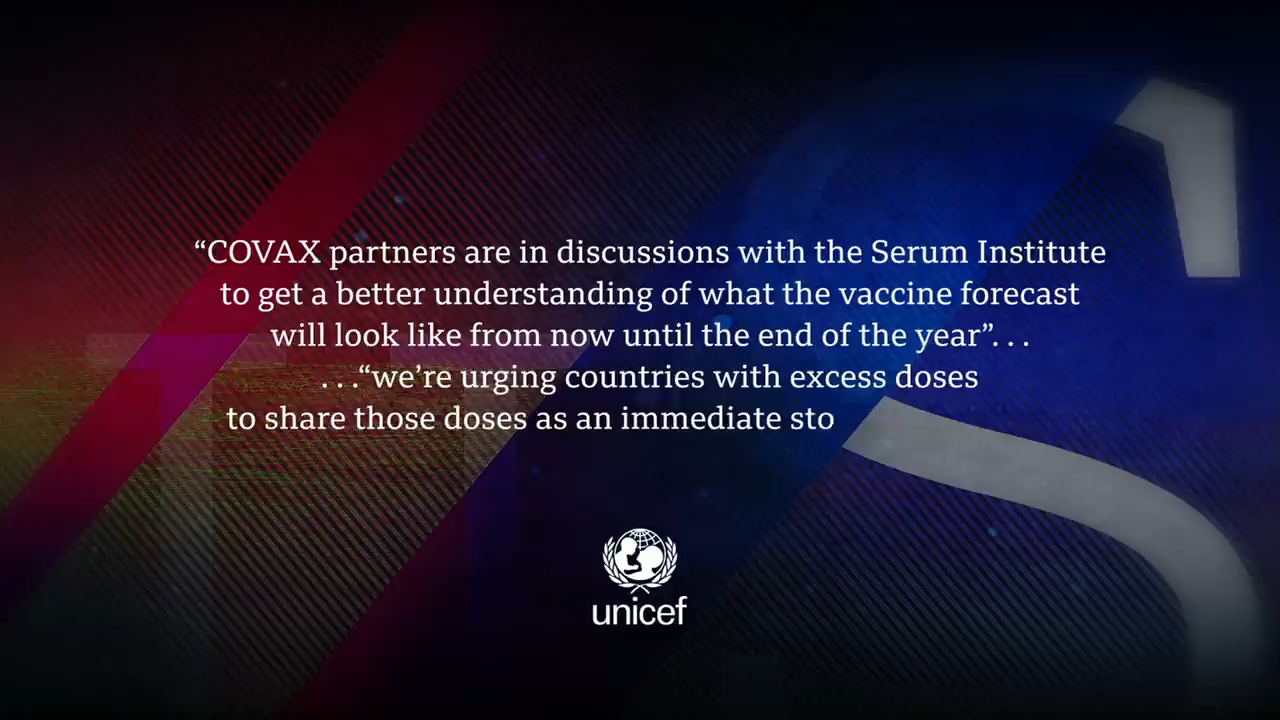 “COVAX partners are in discussions with the Serum Institute
to get a better understanding of what the vaccine forecast
will look like from now until the end of the year”. . .
. . .“we’re urging countries with excess doses
to share those doses as an immediate sto
unicef